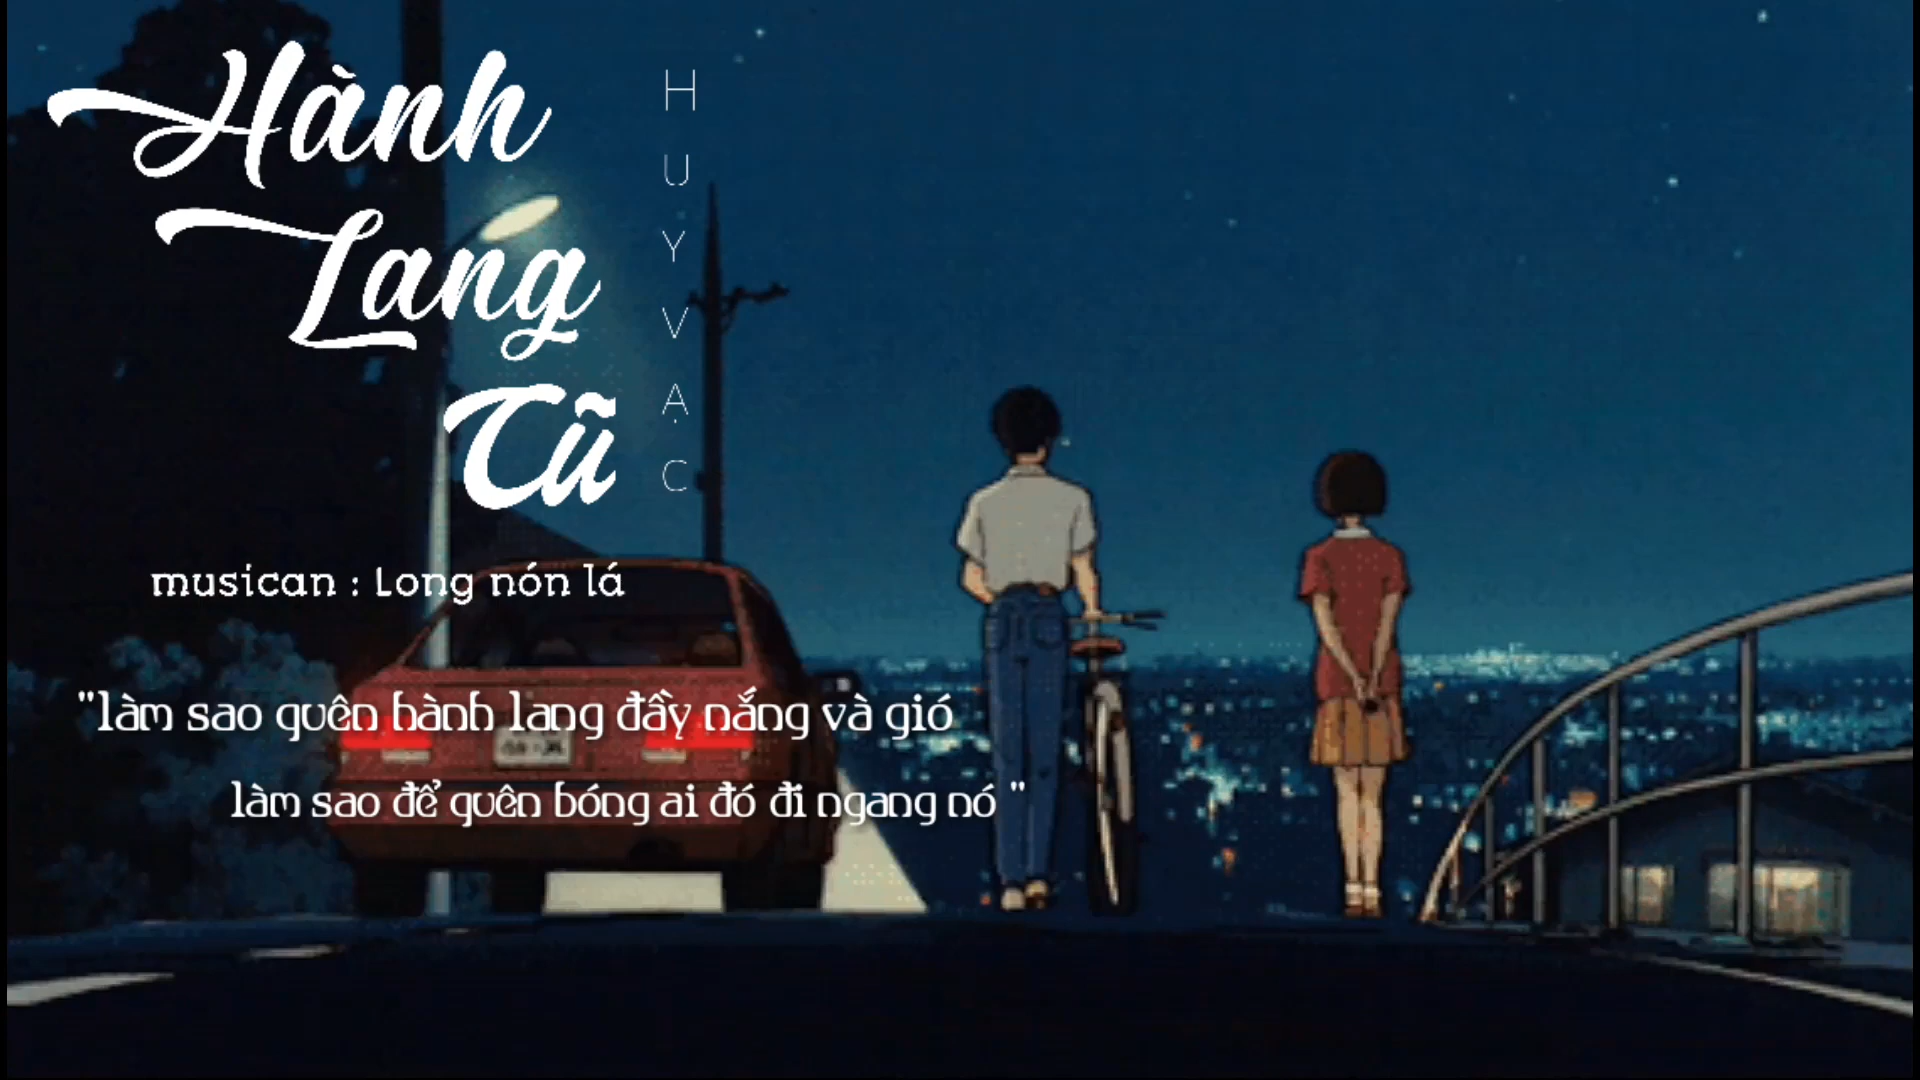 Hành
Lang
Cũ
HUY VẠC
musican : Long nón lá
"làm sao quên hành lang đầy nắng và gió
làm sao để quên bóng ai đó đi ngang nó "